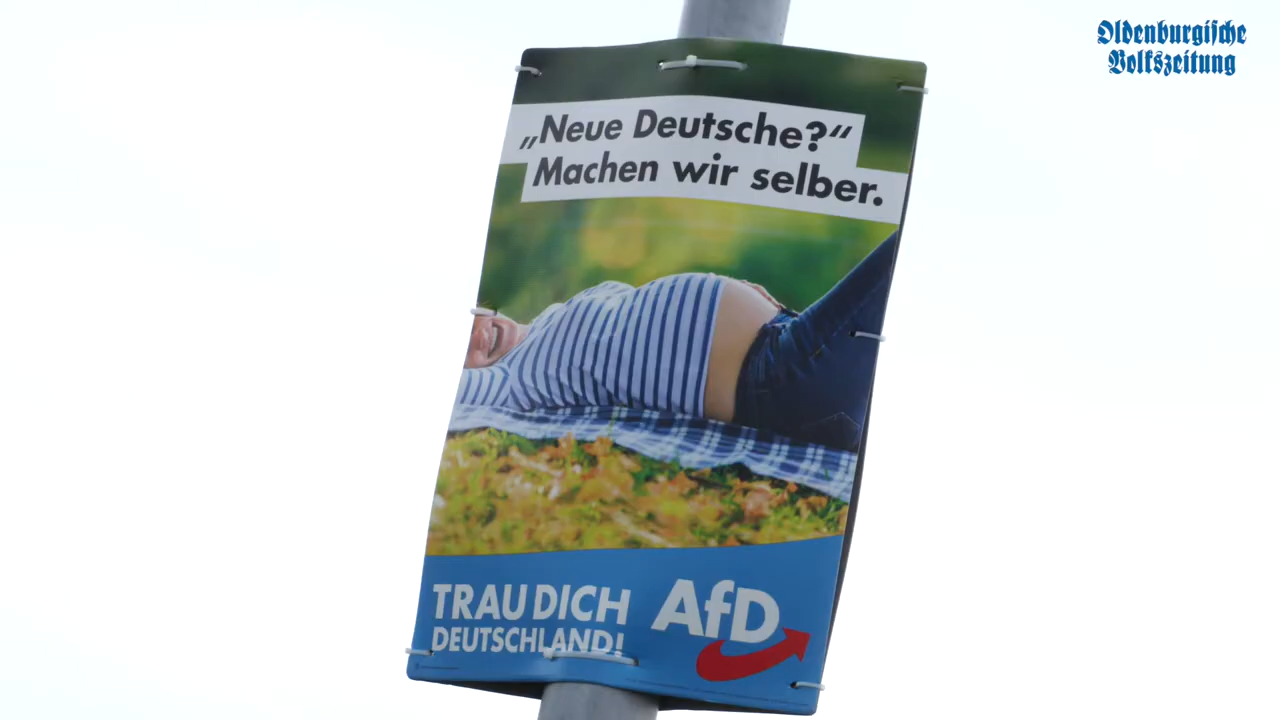 Oldenburgische
Volkszeitung
„Neue Deutsche?“
Machen wir selber.
TRAU DICH
DEUTSCHLAND!
AfD